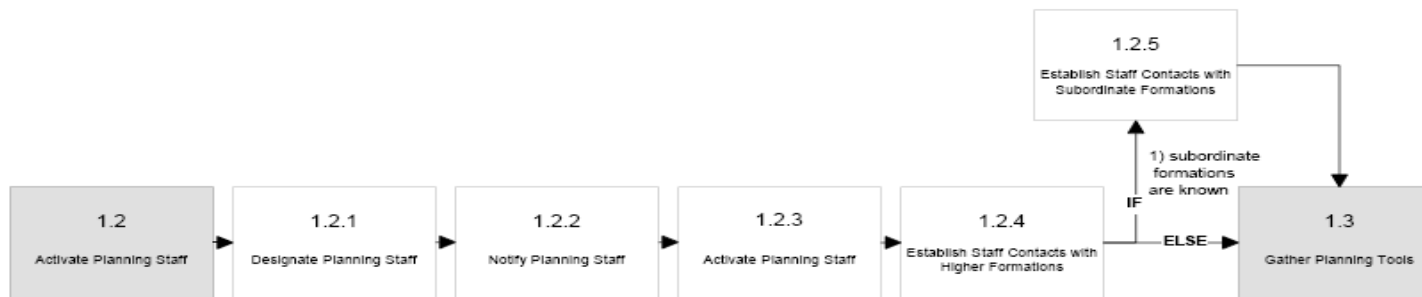 1.2.5
Establish Staff Contacts with
Subordinate Formations
1) subordinate
formations
are known
IF
ELSE
1.2
Activate Planning Staff
1.2.1
Designate Planning Staff
1.2.2
Notify Planning Staff
1.2.3
Activate Planning Staff
1.2.4
Establish Staff Contacts with
Higher Formations
1.3
Gather Planning Tools